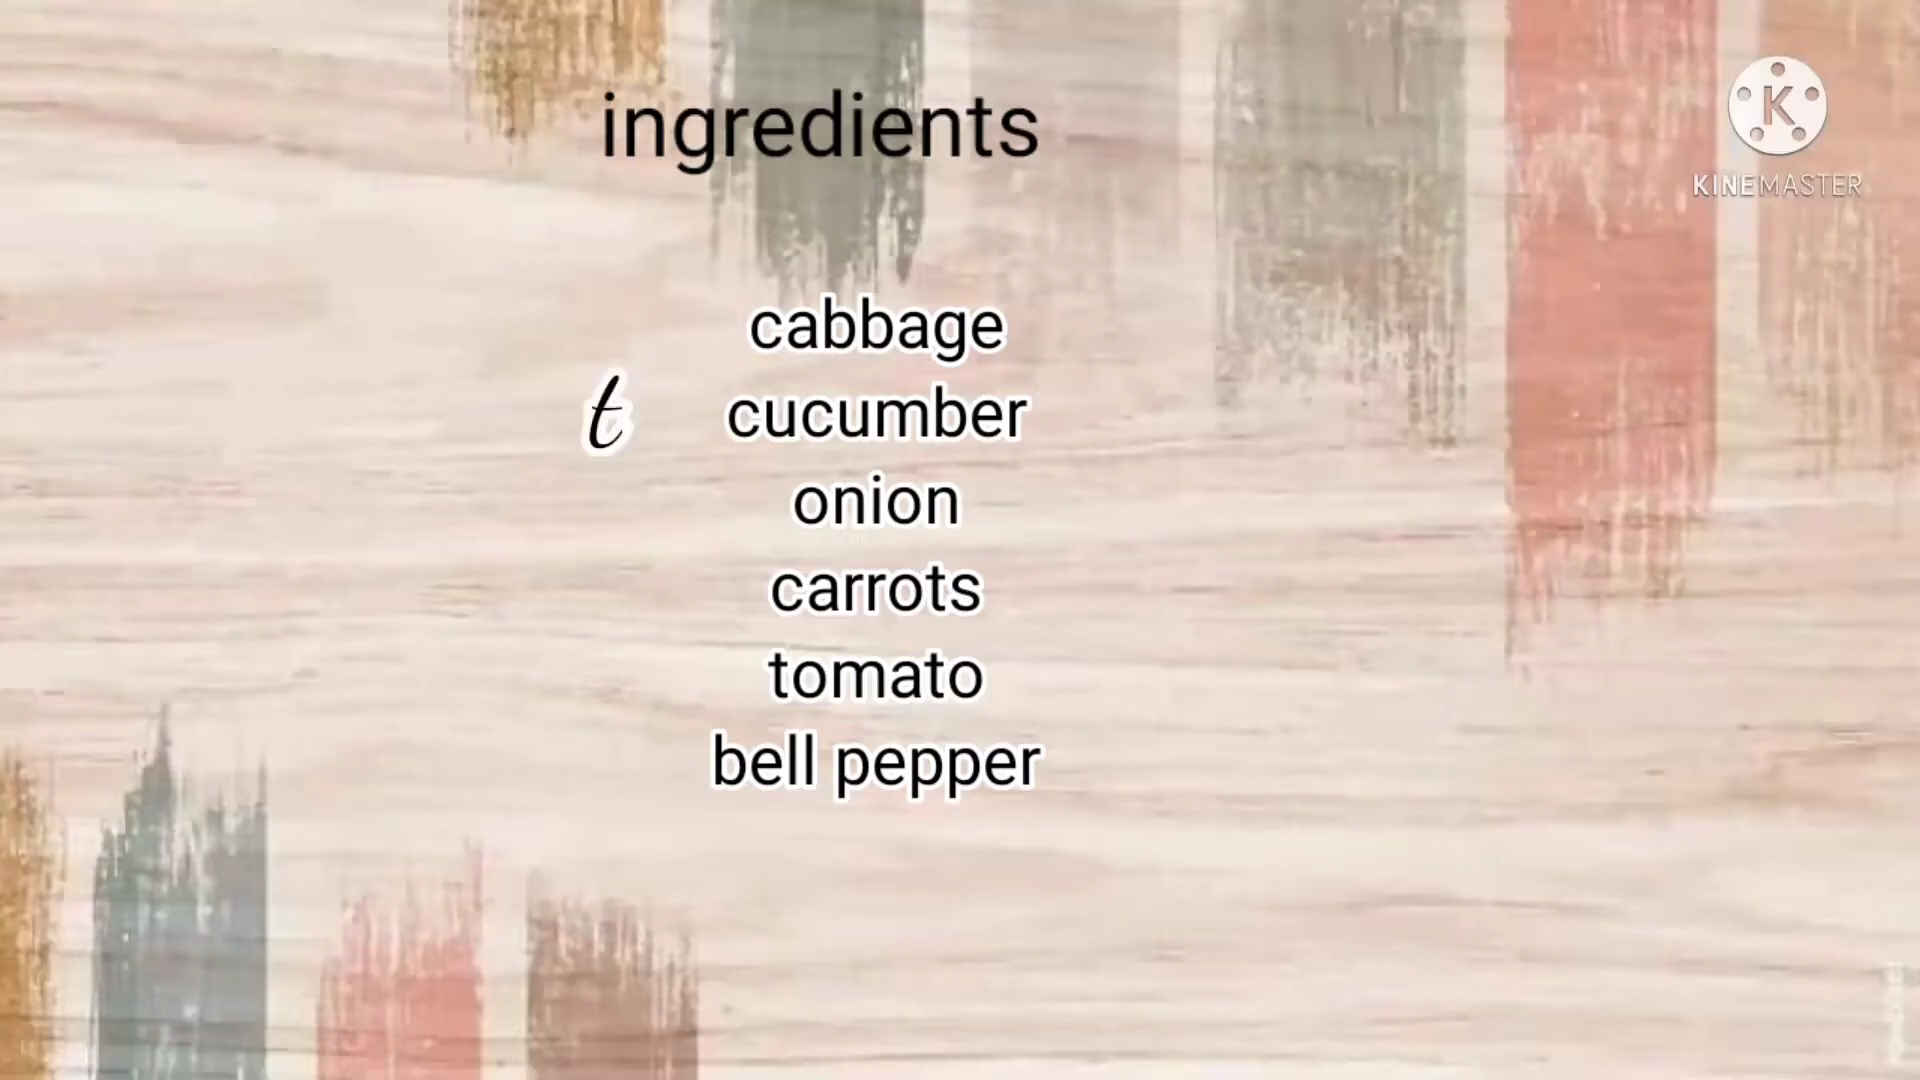 ingredients
K
KINEMASTER
cabbage
t
cucumber
onion
carrots
tomato
bell pepper